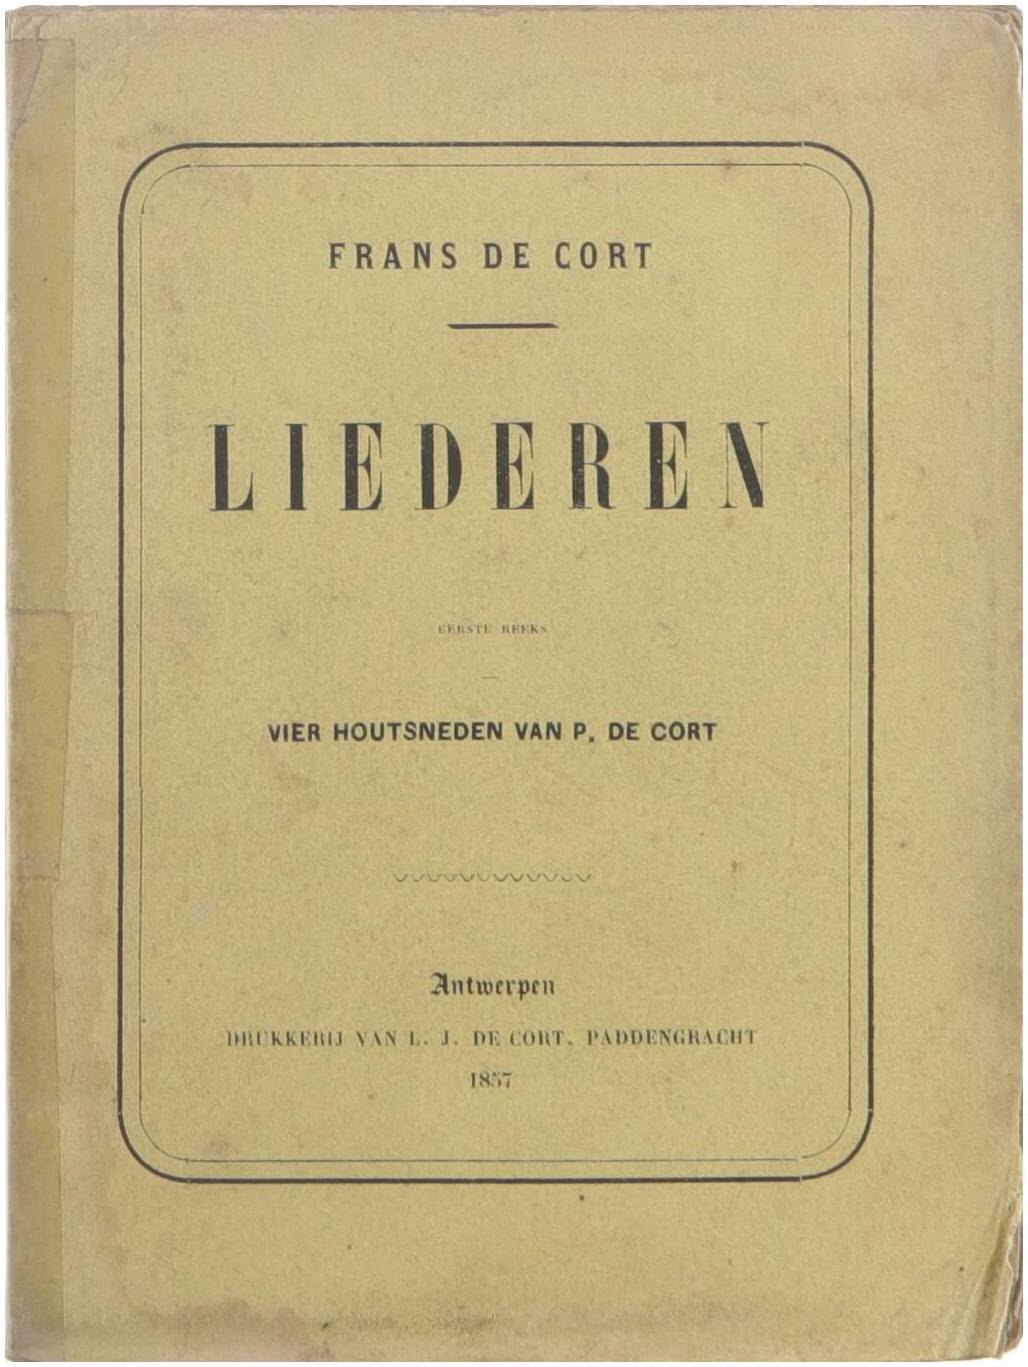 FRANS DE CORT
LIEDEREN
EERSTE REEKS
VIER HOUTSNEDEN VAN P. DE CORT
Antwerpen
DRUKKERIJ VAN L. J. DE CORT, PADDENGRACHT
1857